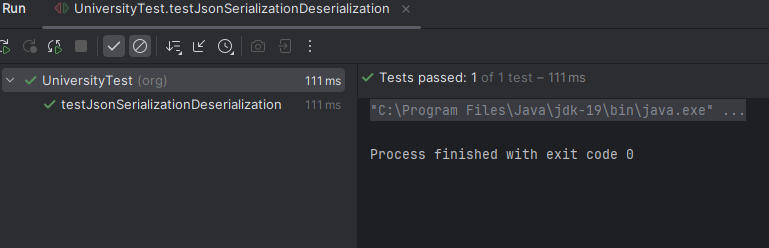 Run UniversityTest.testJsonSerializationDeserialization
UniversityTest (org) 111 ms
testJsonSerializationDeserialization 111 ms
Tests passed: 1 of 1 test – 111 ms
"C:\Program Files\Java\jdk-19\bin\java.exe" ...
Process finished with exit code 0